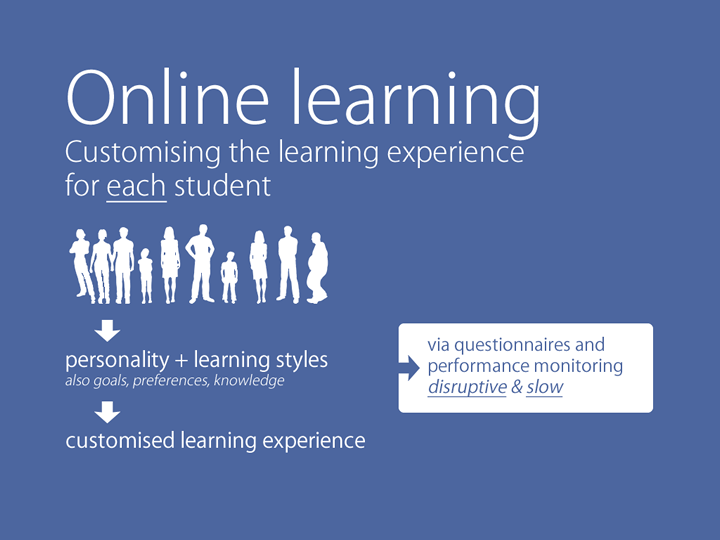 Online learning
Customising the learning experience
for each student
personality + learning styles
also goals, preferences, knowledge
customised learning experience
via questionnaires and
performance monitoring
disruptive & slow